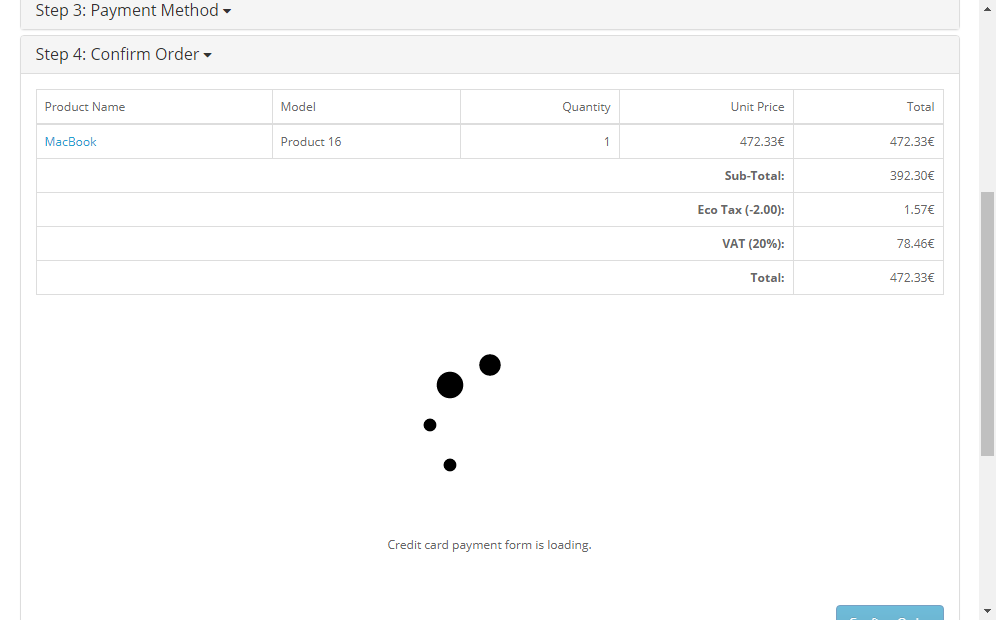 Step 3: Payment Method
Step 4: Confirm Order
Product Name Model Quantity Unit Price Total
MacBook Product 16 1 472.33€ 472.33€
Sub-Total: 392.30€
Eco Tax (-2.00): 1.57€
VAT (20%): 78.46€
Total: 472.33€
Credit card payment form is loading.